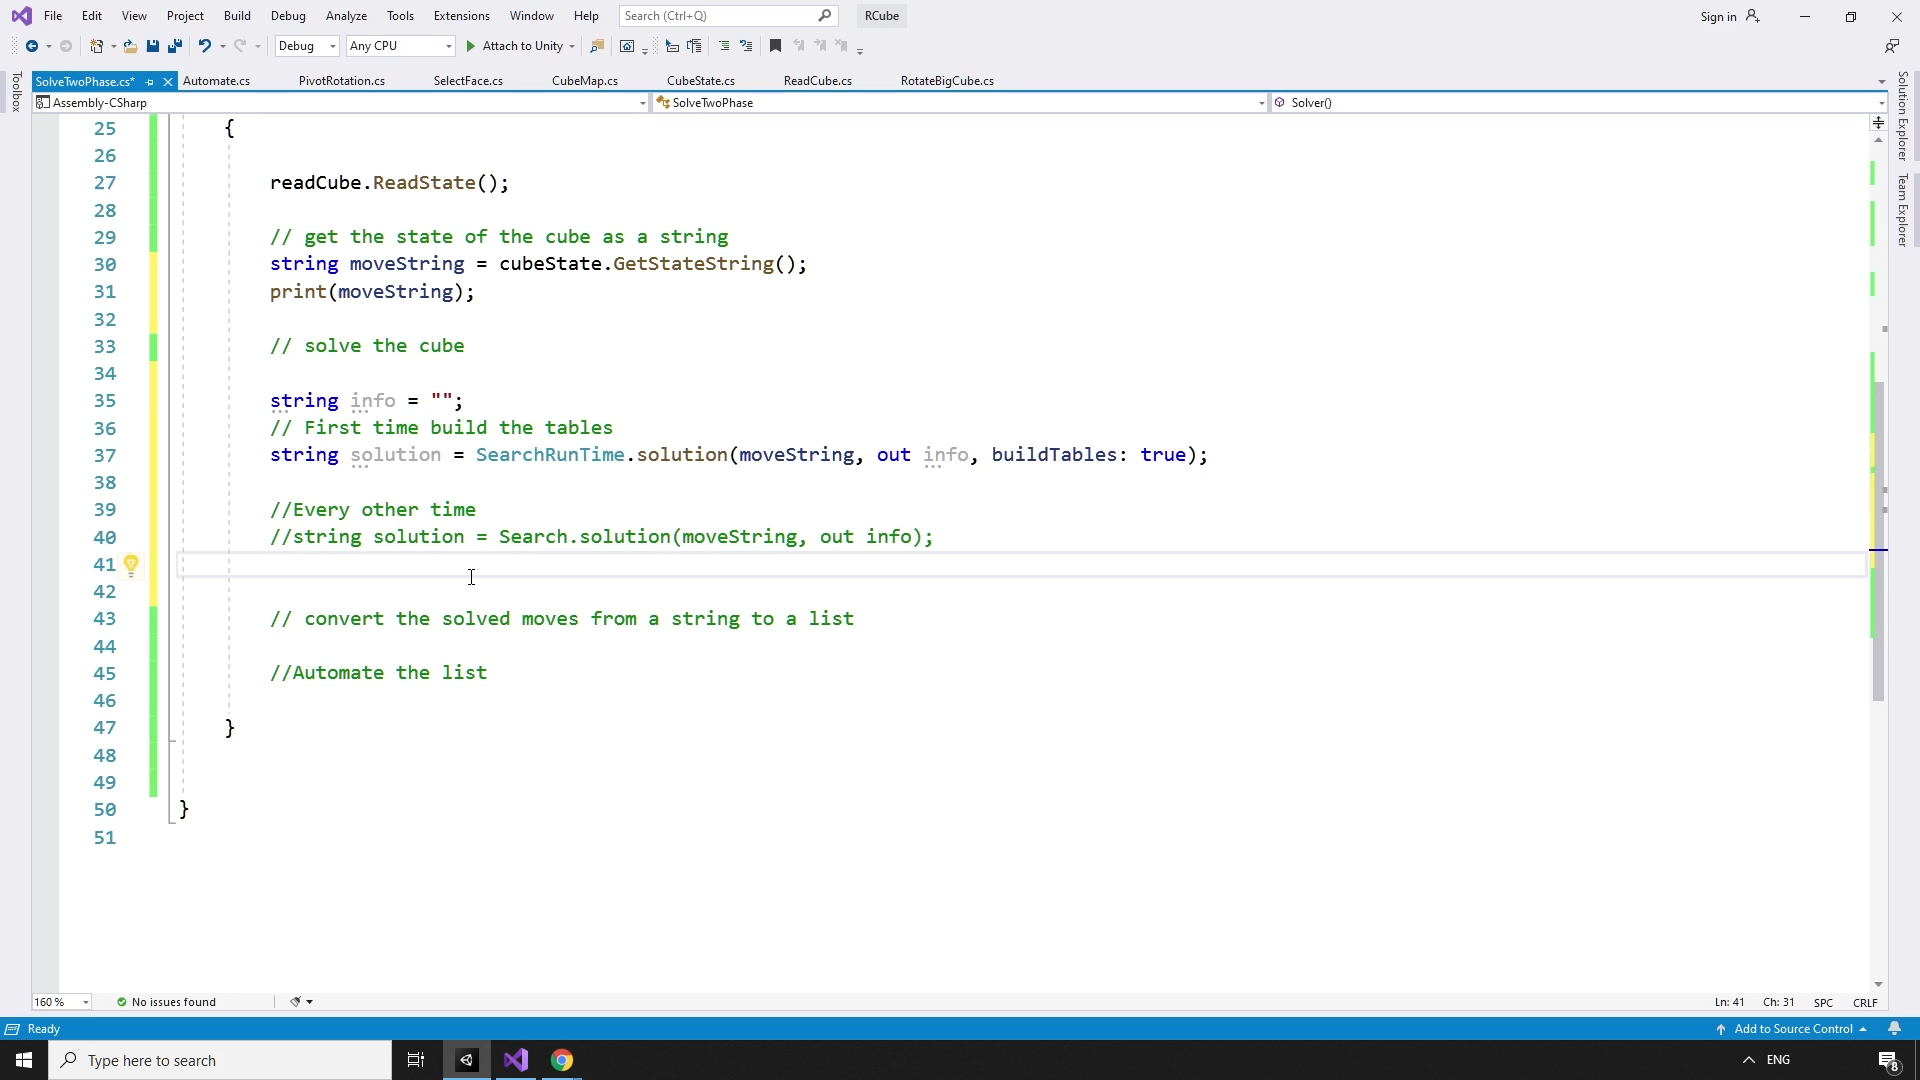 File Edit View Project Build Debug Analyze Tools Extensions Window Help Search (Ctrl+Q) RCube Sign in
Debug Any CPU Attach to Unity
SolveTwoPhase.cs* Automate.cs PivotRotation.cs SelectFace.cs CubeMap.cs CubeState.cs ReadCube.cs RotateBigCube.cs
Assembly-CSharp SolveTwoPhase Solver()
Toolbox
Solution Explorer
Team Explorer
25 {
26
27 readCube.ReadState();
28
29 // get the state of the cube as a string
30 string moveString = cubeState.GetStateString();
31 print(moveString);
32
33 // solve the cube
34
35 string info = "";
36 // First time build the tables
37 string solution = SearchRunTime.solution(moveString, out info, buildTables: true);
38
39 //Every other time
40 //string solution = Search.solution(moveString, out info);
41
42
43 // convert the solved moves from a string to a list
44
45 //Automate the list
46
47 }
48
49
50 }
51
160 % No issues found Ln: 41 Ch: 31 SPC CRLF
Ready Add to Source Control
Type here to search ENG 8